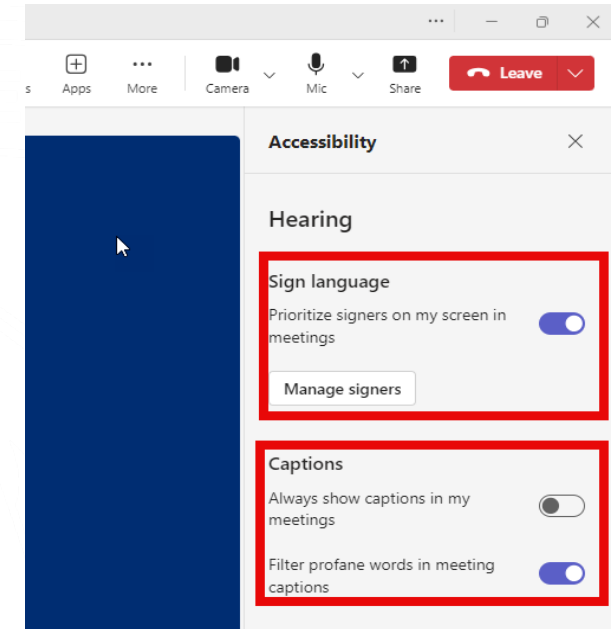 Apps
More
Camera
Mic
Share
Leave
Accessibility
Hearing
Sign language
Prioritize signers on my screen in
meetings
Manage signers
Captions
Always show captions in my
meetings
Filter profane words in meeting
captions